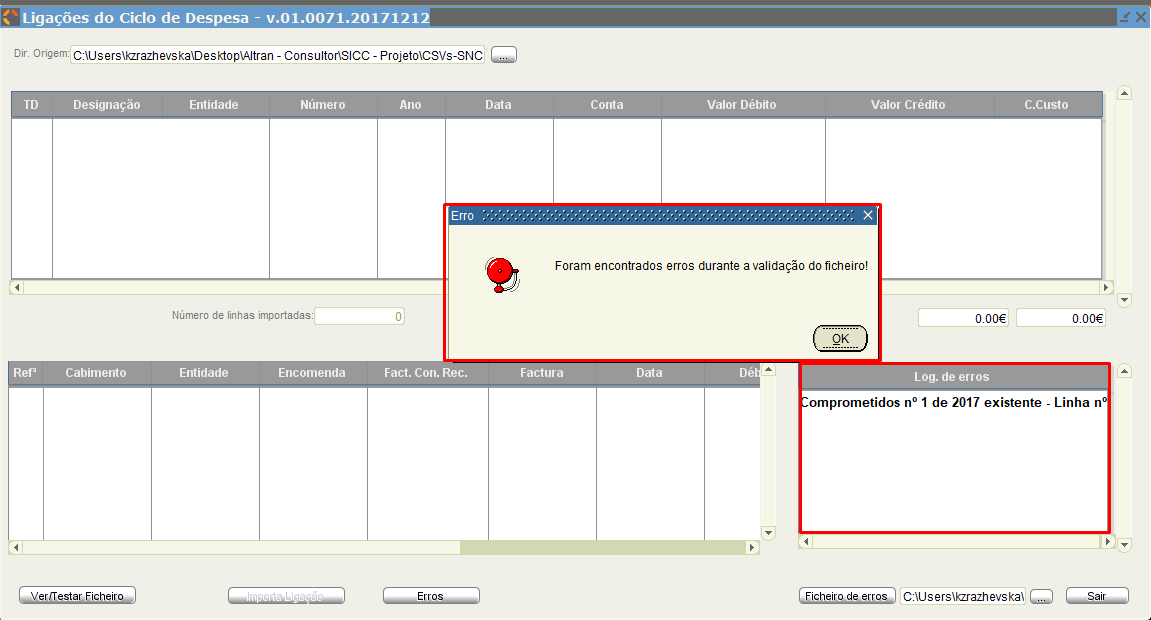 Ligações do Ciclo de Despesa - v.01.0071.20171212
Dir. Origem: C:\Users\kzrazhevska\Desktop\Altran - Consultor\SICC - Projeto\CSVs-SNC ...
TD Designação Entidade Número Ano Data Conta Valor Débito Valor Crédito C.Custo
Erro
Foram encontrados erros durante a validação do ficheiro!
OK
Número de linhas importadas: 0
0.00€ 0.00€
Refª Cabimento Entidade Encomenda Fact. Con. Rec. Factura Data Déb
Log. de erros
Comprometidos nº 1 de 2017 existente - Linha nº
Ver/Testar Ficheiro Importa Ligação Erros Ficheiro de erros C:\Users\kzrazhevska\ ... Sair